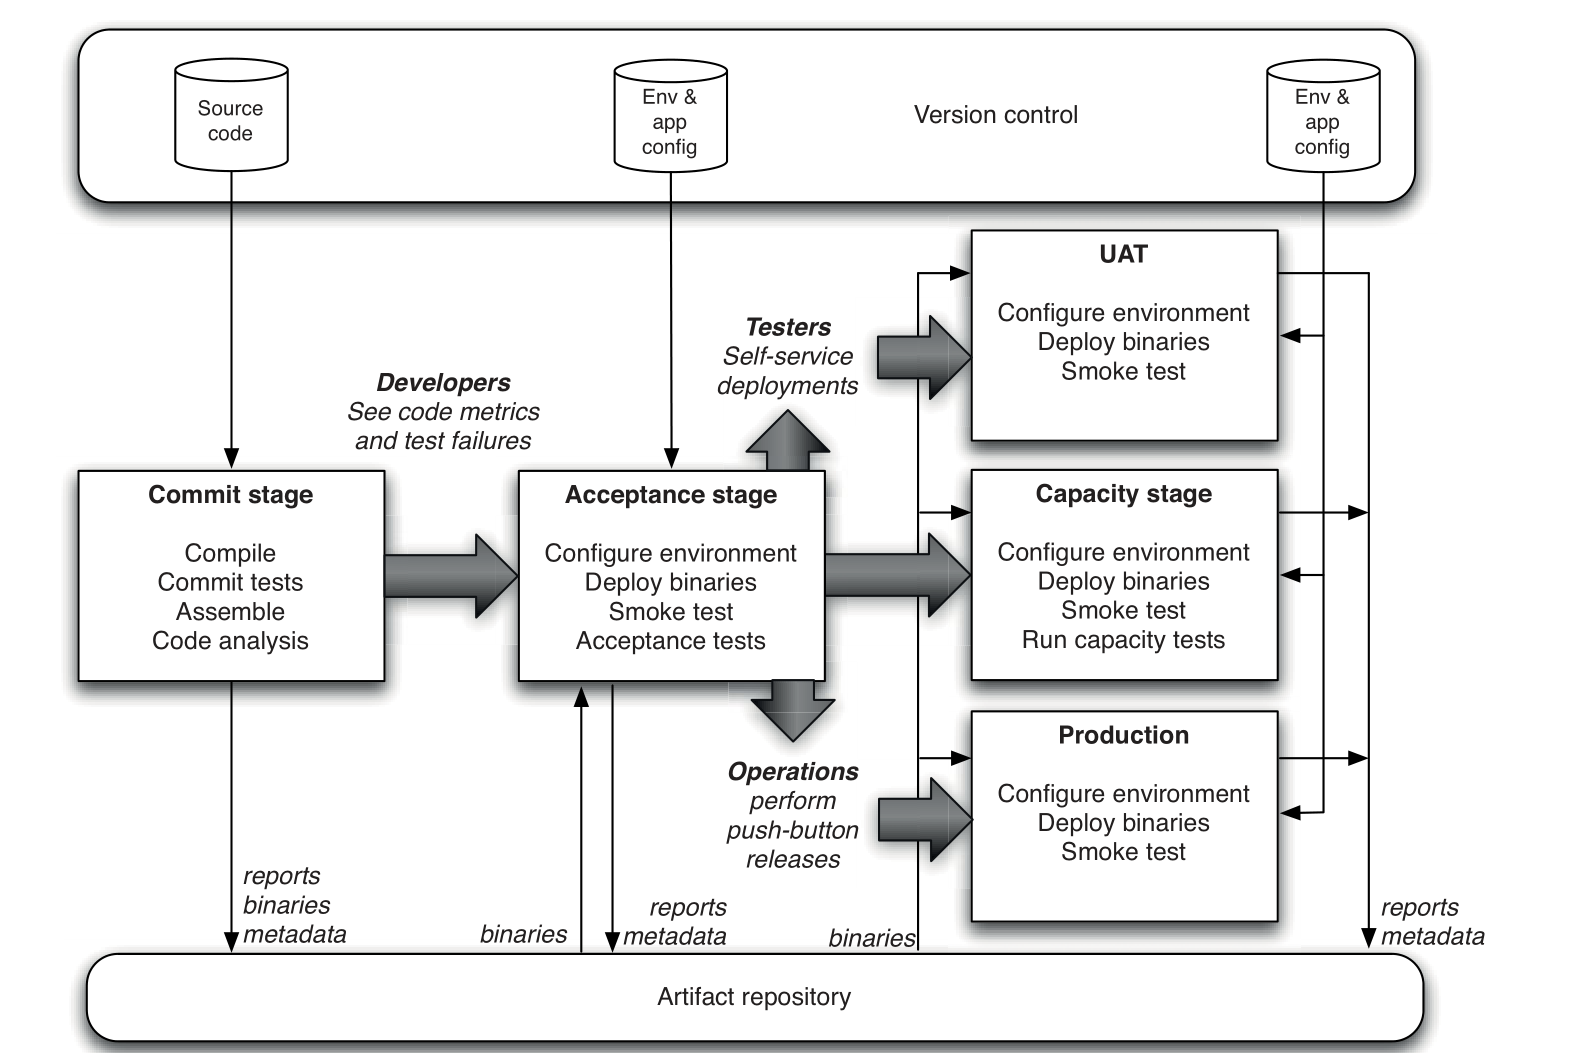 Source
code
Env &
app
config
Version control
Env &
app
config
UAT
Configure environment
Deploy binaries
Smoke test
Testers
Self-service
deployments
Developers
See code metrics
and test failures
Commit stage
Compile
Commit tests
Assemble
Code analysis
Acceptance stage
Configure environment
Deploy binaries
Smoke test
Acceptance tests
Capacity stage
Configure environment
Deploy binaries
Smoke test
Run capacity tests
Operations
perform
push-button
releases
Production
Configure environment
Deploy binaries
Smoke test
reports
binaries
metadata
binaries
reports
metadata
binaries
reports
metadata
Artifact repository